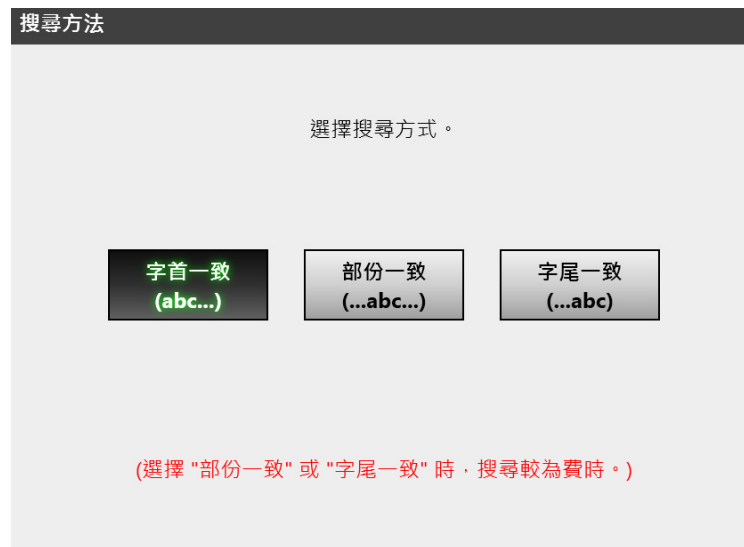 搜尋方法
選擇搜尋方式。
字首一致
(abc...)
部份一致
(...abc...)
字尾一致
(...abc)
(選擇 "部份一致" 或 "字尾一致" 時，搜尋較為費時。)